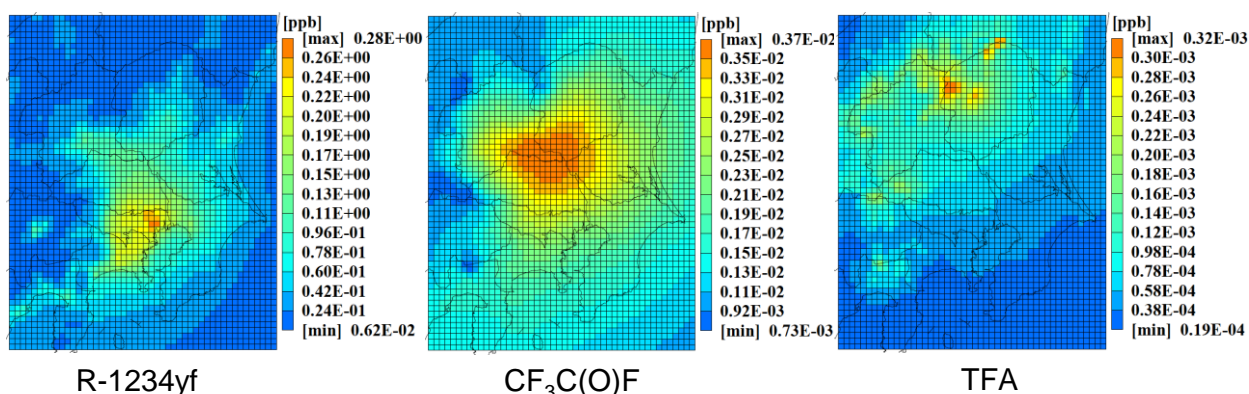 [ppb]
[max] 0.28E+00
0.26E+00
0.24E+00
0.22E+00
0.20E+00
0.19E+00
0.17E+00
0.15E+00
0.13E+00
0.11E+00
0.96E-01
0.78E-01
0.60E-01
0.42E-01
0.24E-01
[min] 0.62E-02
R-1234yf
[ppb]
[max] 0.37E-02
0.35E-02
0.33E-02
0.31E-02
0.29E-02
0.27E-02
0.25E-02
0.23E-02
0.21E-02
0.19E-02
0.17E-02
0.15E-02
0.13E-02
0.11E-02
0.92E-03
[min] 0.73E-03
CF₃C(O)F
[ppb]
[max] 0.32E-03
0.30E-03
0.28E-03
0.26E-03
0.24E-03
0.22E-03
0.20E-03
0.18E-03
0.16E-03
0.14E-03
0.12E-03
0.98E-04
0.78E-04
0.58E-04
0.38E-04
[min] 0.19E-04
TFA